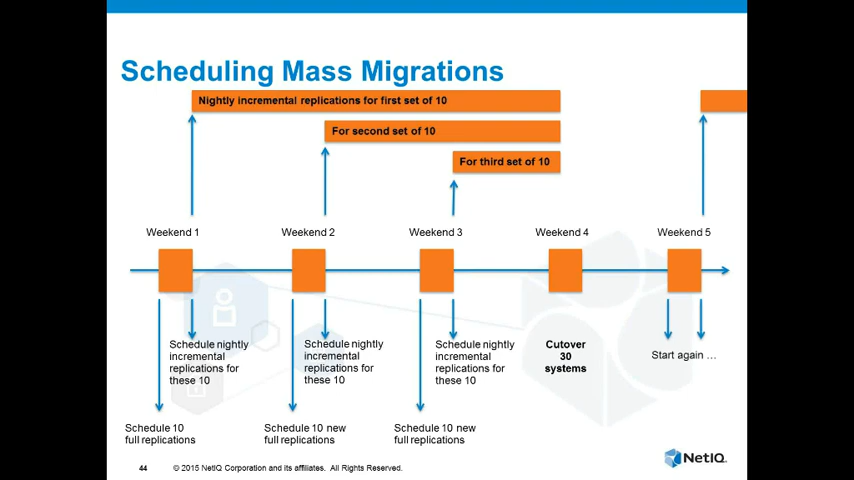 Scheduling Mass Migrations
Nightly incremental replications for first set of 10
For second set of 10
For third set of 10
Weekend 1
Weekend 2
Weekend 3
Weekend 4
Weekend 5
Schedule nightly
incremental
replications for
these 10
Schedule nightly
incremental
replications for
these 10
Schedule nightly
incremental
replications for
these 10
Cutover
30
systems
Start again ...
Schedule 10
full replications
Schedule 10 new
full replications
Schedule 10 new
full replications
44 © 2015 NetIQ Corporation and its affiliates. All Rights Reserved.
NetIQ.